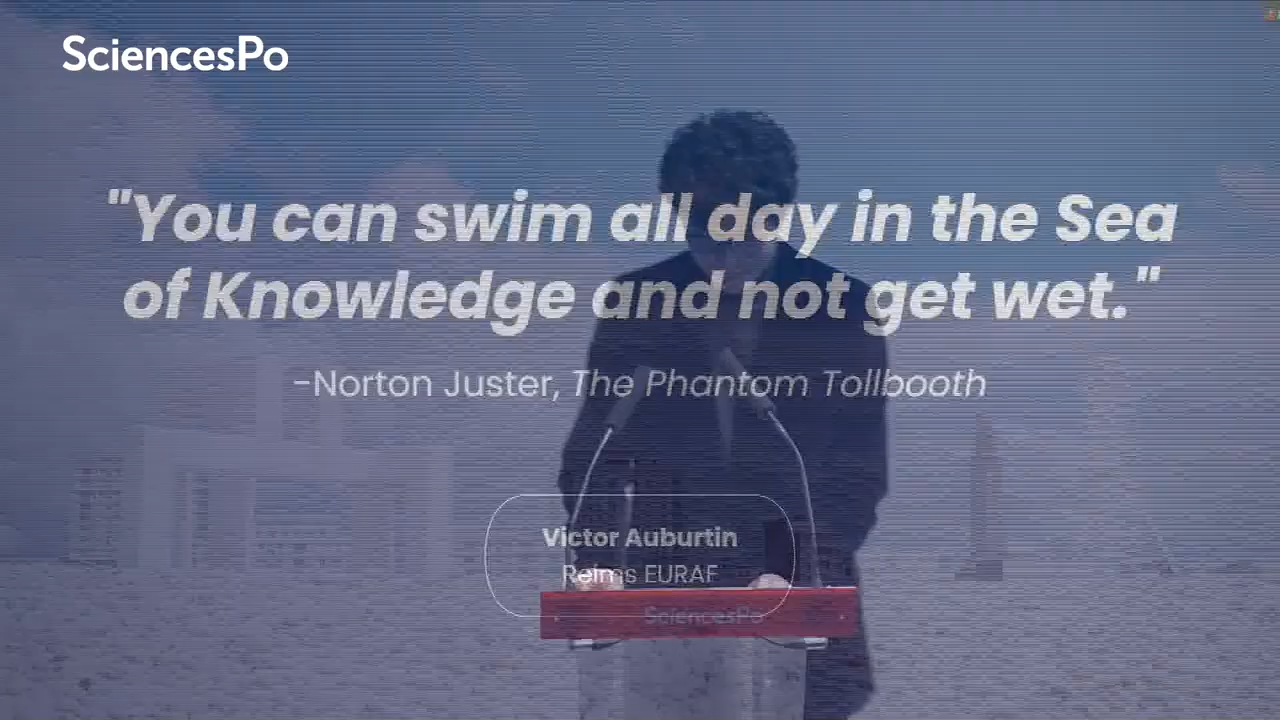 SciencesPo
"You can swim all day in the Sea
of Knowledge and not get wet."
-Norton Juster, The Phantom Tollbooth
Victor Auburtin
Reims EURAF
SciencesPo